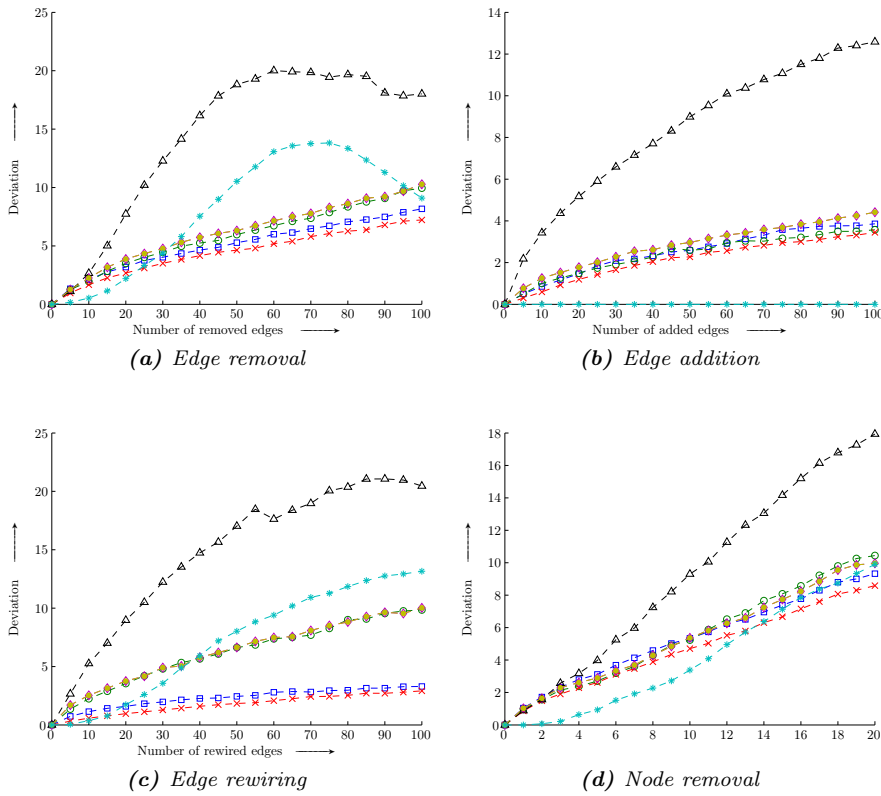 25
20
15
10
5
0
Deviation
0 10 20 30 40 50 60 70 80 90 100
Number of removed edges
(a) Edge removal
14
12
10
8
6
4
2
0
Deviation
0 10 20 30 40 50 60 70 80 90 100
Number of added edges
(b) Edge addition
25
20
15
10
5
0
Deviation
0 10 20 30 40 50 60 70 80 90 100
Number of rewired edges
(c) Edge rewiring
18
16
14
12
10
8
6
4
2
0
Deviation
0 2 4 6 8 10 12 14 16 18 20
(d) Node removal